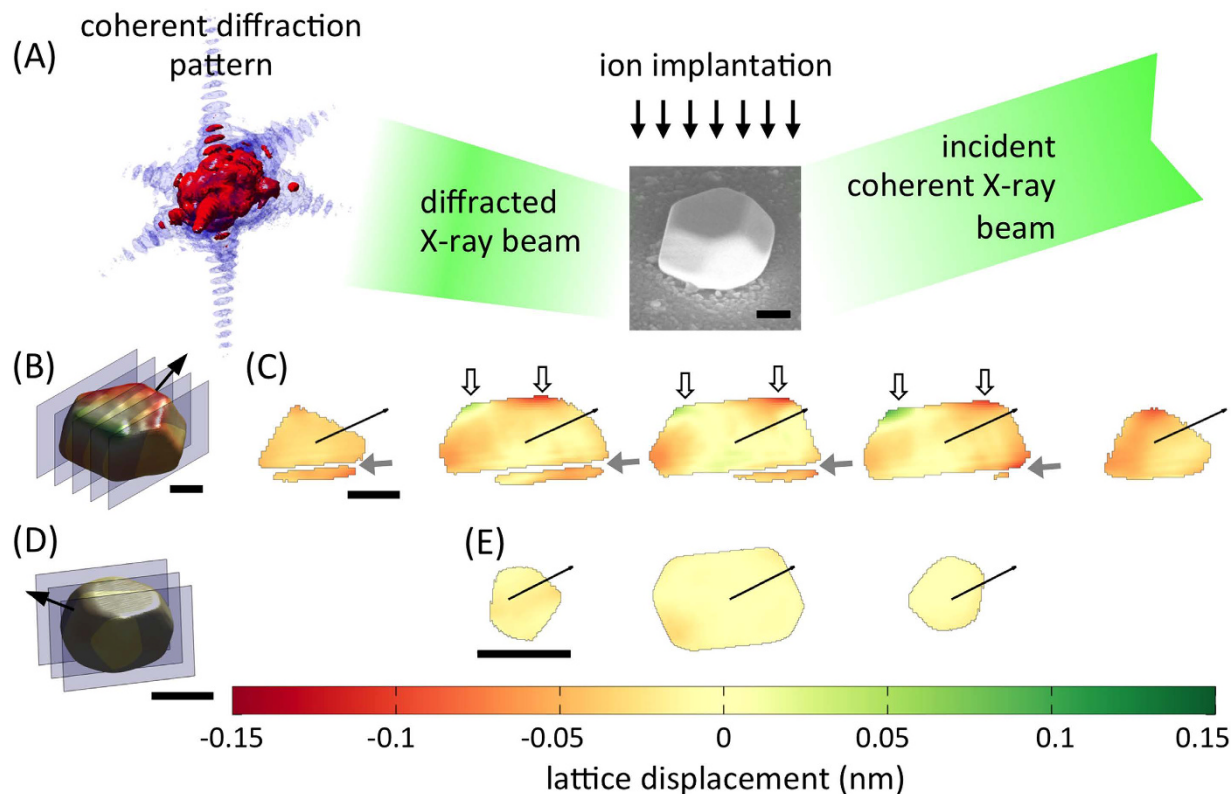 (A)
coherent diffraction
pattern
ion implantation
diffracted
X-ray beam
incident
coherent X-ray
beam
(B)
(C)
(D)
(E)
-0.15 -0.1 -0.05 0 0.05 0.1 0.15
lattice displacement (nm)